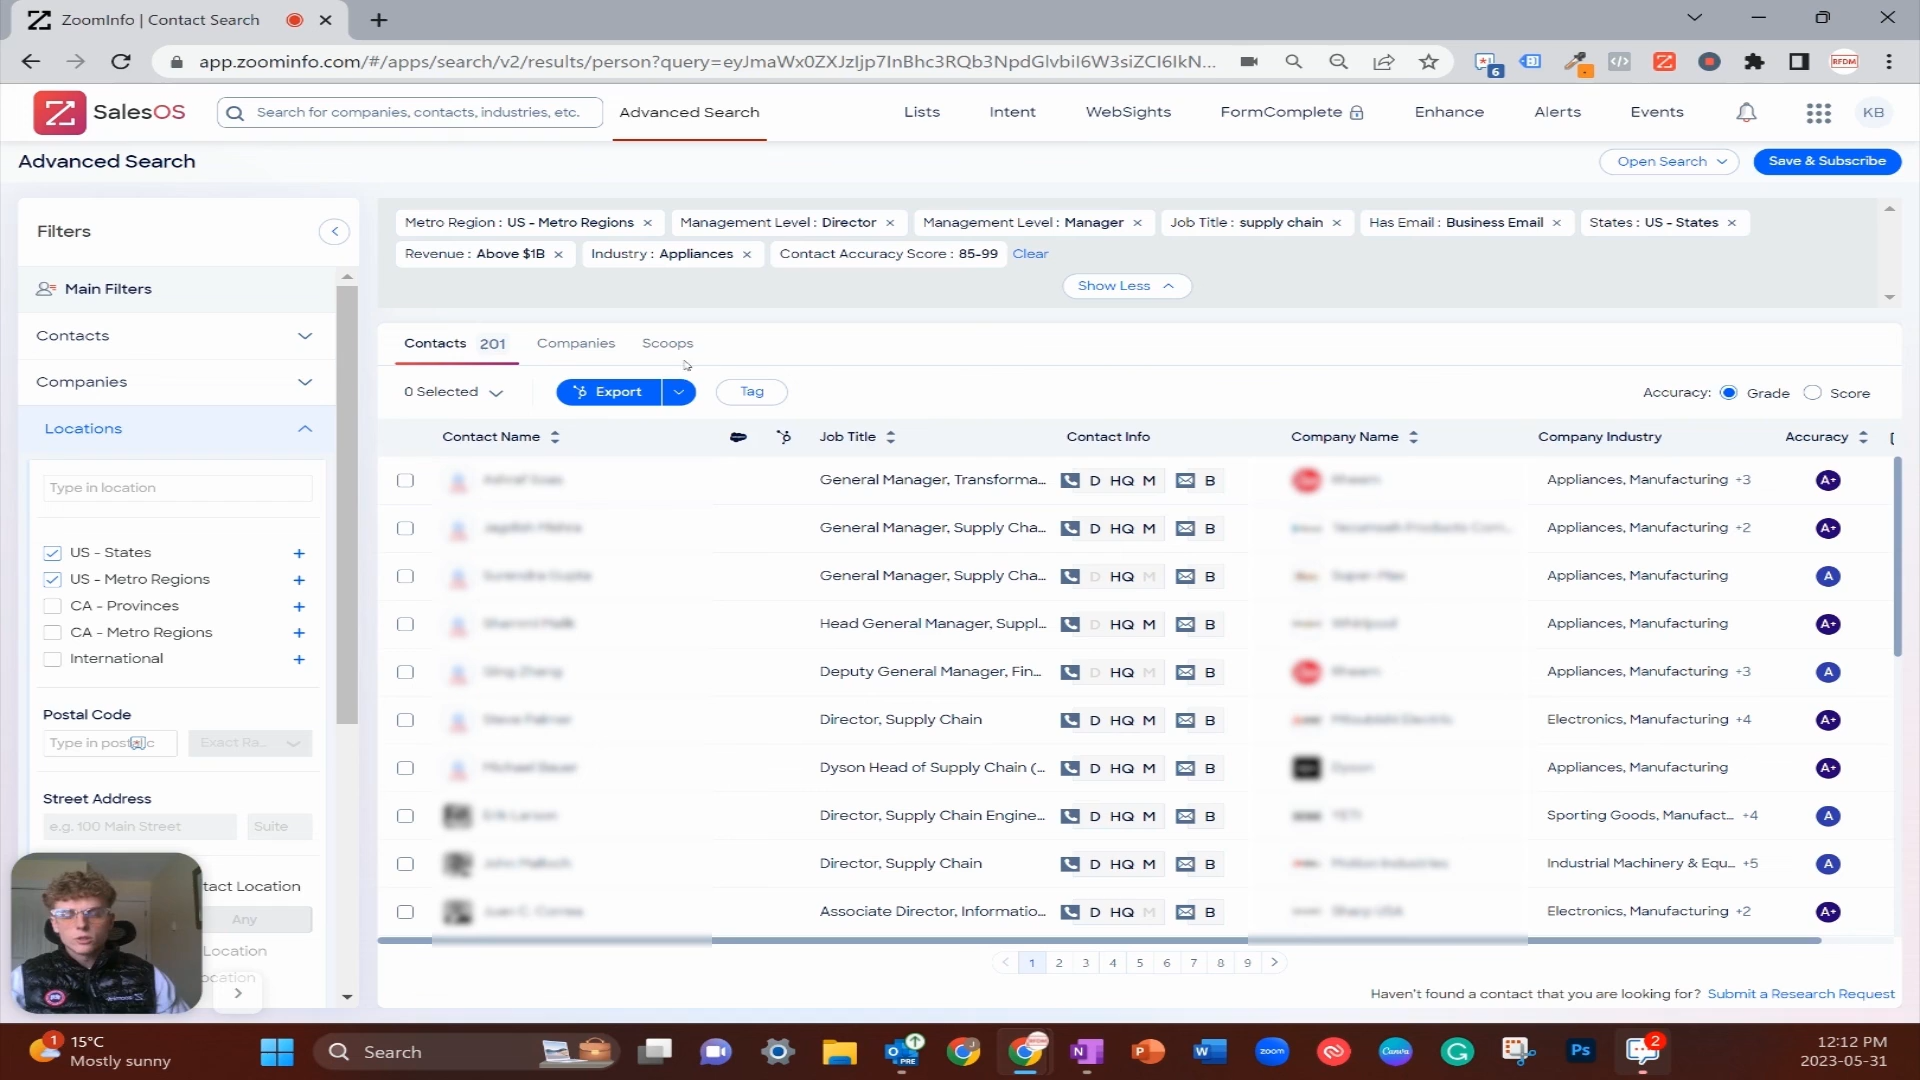 ZoomInfo | Contact Search
app.zoominfo.com/#/apps/search/v2/results/person?query=eyJmaWx0ZXJzIjp7InBhc3RQb3NpdGlvbiI6W3siZCI6IkN...
6
</>
RFDM
SalesOS
Search for companies, contacts, industries, etc.
Advanced Search
Lists
Intent
WebSights
FormComplete
Enhance
Alerts
Events
KB
Advanced Search
Open Search
Save & Subscribe
Filters
Metro Region : US - Metro Regions × Management Level : Director × Management Level : Manager × Job Title : supply chain × Has Email : Business Email × States : US - States ×
Revenue : Above $1B × Industry : Appliances × Contact Accuracy Score : 85-99 Clear
Show Less
Main Filters
Contacts
Companies
Locations
Type in location
US - States +
US - Metro Regions +
CA - Provinces +
CA - Metro Regions +
International +
Postal Code
Type in post c Exact Ra...
Street Address
e.g. 100 Main Street Suite
tact Location
Any
Location
ocation
Contacts 201 Companies Scoops
0 Selected Export Tag Accuracy: Grade Score
Contact Name Job Title Contact Info Company Name Company Industry Accuracy
General Manager, Transforma... D HQ M B Appliances, Manufacturing +3 A+
General Manager, Supply Cha... D HQ M B Appliances, Manufacturing +2 A+
General Manager, Supply Cha... D HQ M B Appliances, Manufacturing A
Head General Manager, Suppl... D HQ M B Appliances, Manufacturing A+
Deputy General Manager, Fin... D HQ M B Appliances, Manufacturing +3 A
Director, Supply Chain D HQ M B Electronics, Manufacturing +4 A+
Dyson Head of Supply Chain (... D HQ M B Appliances, Manufacturing A+
Director, Supply Chain Engine... D HQ M B Sporting Goods, Manufact... +4 A
Director, Supply Chain D HQ M B Industrial Machinery & Equ... +5 A
Associate Director, Informatio... D HQ M B Electronics, Manufacturing +2 A+
< 1 2 3 4 5 6 7 8 9 >
Haven't found a contact that you are looking for? Submit a Research Request
1
15°C
Mostly sunny
Search
PRE
RFDM
N
P
W
zoom
Canva
G
Ps
2
12:12 PM
2023-05-31